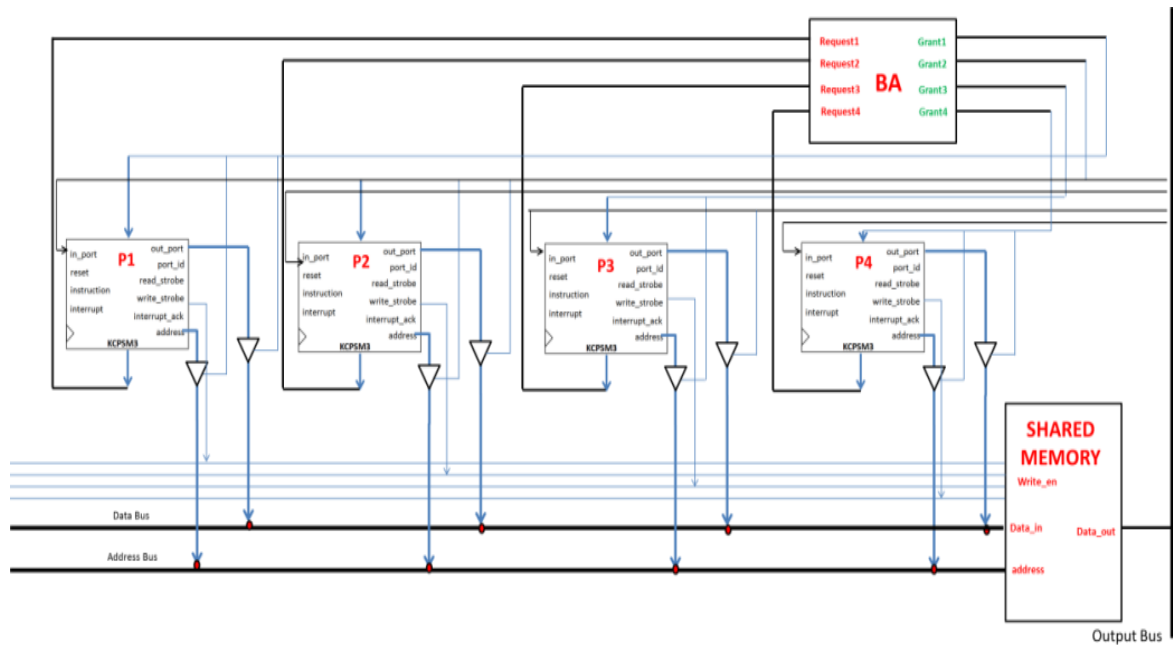 Request1
Grant1
Request2
Grant2
BA
Request3
Grant3
Request4
Grant4
P1
in_port
out_port
port_id
reset
read_strobe
instruction
write_strobe
interrupt
interrupt_ack
address
KCPSM3
P2
in_port
out_port
port_id
reset
read_strobe
instruction
write_strobe
interrupt
interrupt_ack
address
KCPSM3
P3
in_port
out_port
port_id
reset
read_strobe
instruction
write_strobe
interrupt
interrupt_ack
address
KCPSM3
P4
in_port
out_port
port_id
reset
read_strobe
instruction
write_strobe
interrupt
interrupt_ack
address
KCPSM3
SHARED
MEMORY
Write_en
Data_in
Data_out
address
Data Bus
Address Bus
Output Bus